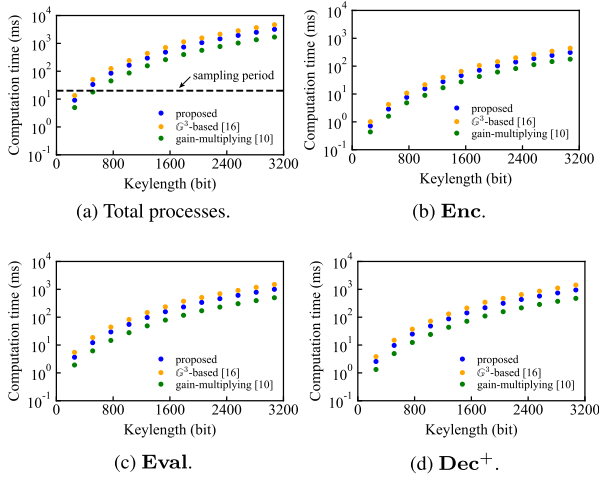 Computation time (ms)
10^4
10^3
10^2
10^1
10^0
10^-1
sampling period
proposed
𝔾^3-based [16]
gain-multiplying [10]
0 800 1600 2400 3200
Keylength (bit)
(a) Total processes.
Computation time (ms)
10^4
10^3
10^2
10^1
10^0
10^-1
proposed
𝔾^3-based [16]
gain-multiplying [10]
0 800 1600 2400 3200
Keylength (bit)
(b) Enc.
Computation time (ms)
10^4
10^3
10^2
10^1
10^0
10^-1
proposed
𝔾^3-based [16]
gain-multiplying [10]
0 800 1600 2400 3200
Keylength (bit)
(c) Eval.
Computation time (ms)
10^4
10^3
10^2
10^1
10^0
10^-1
proposed
𝔾^3-based [16]
gain-multiplying [10]
0 800 1600 2400 3200
Keylength (bit)
(d) Dec^+.